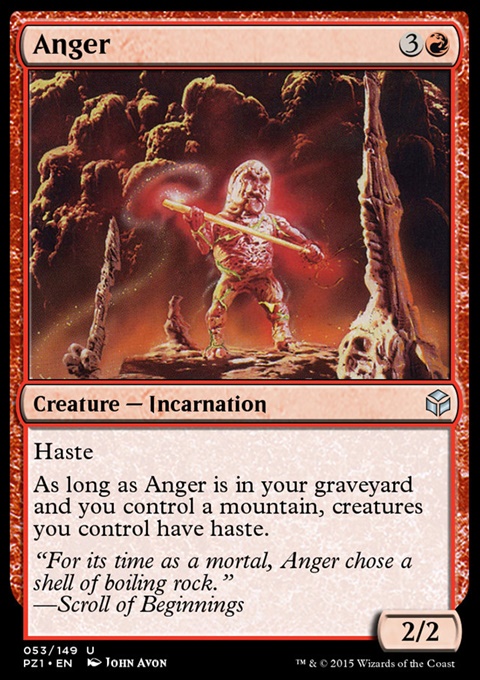 Anger 3
Creature — Incarnation
Haste
As long as Anger is in your graveyard
and you control a mountain, creatures
you control have haste.
“For its time as a mortal, Anger chose a
shell of boiling rock.”
—Scroll of Beginnings
2/2
053/149 U
PZ1 • EN John Avon
™ & © 2015 Wizards of the Coast